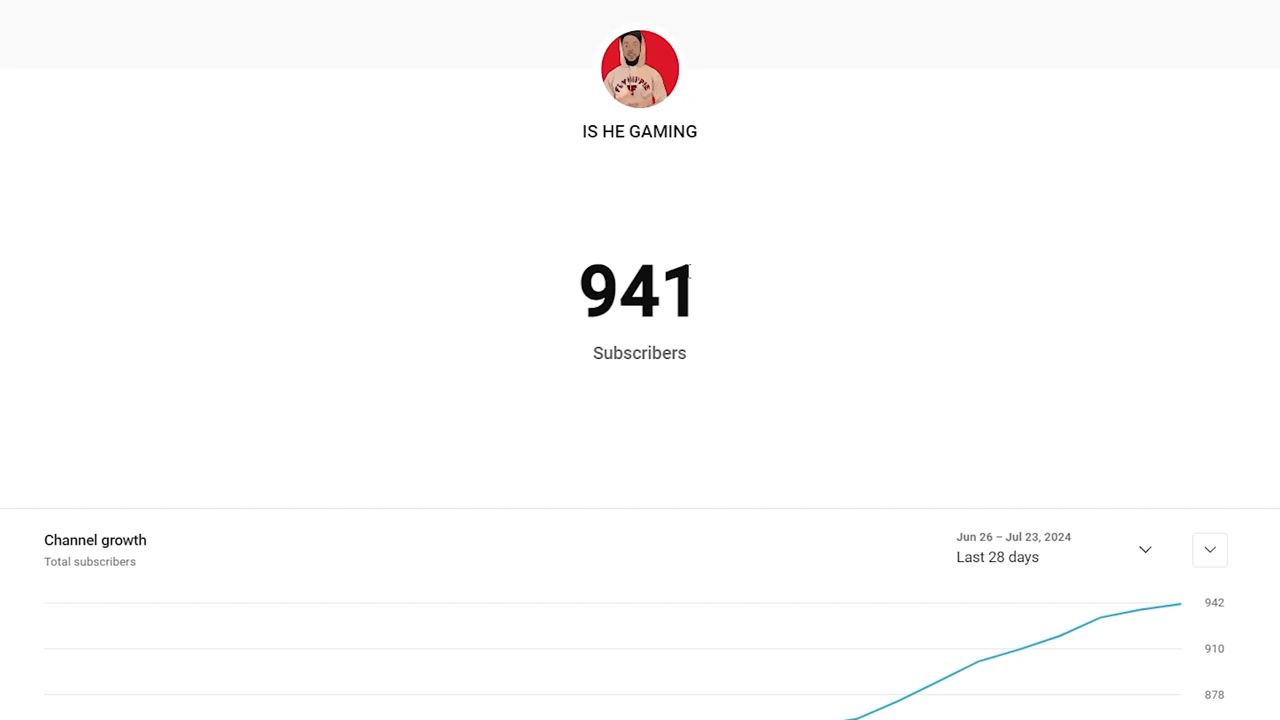 IS HE GAMING
941
Subscribers
Channel growth
Total subscribers
Jun 26 – Jul 23, 2024
Last 28 days
942
910
878